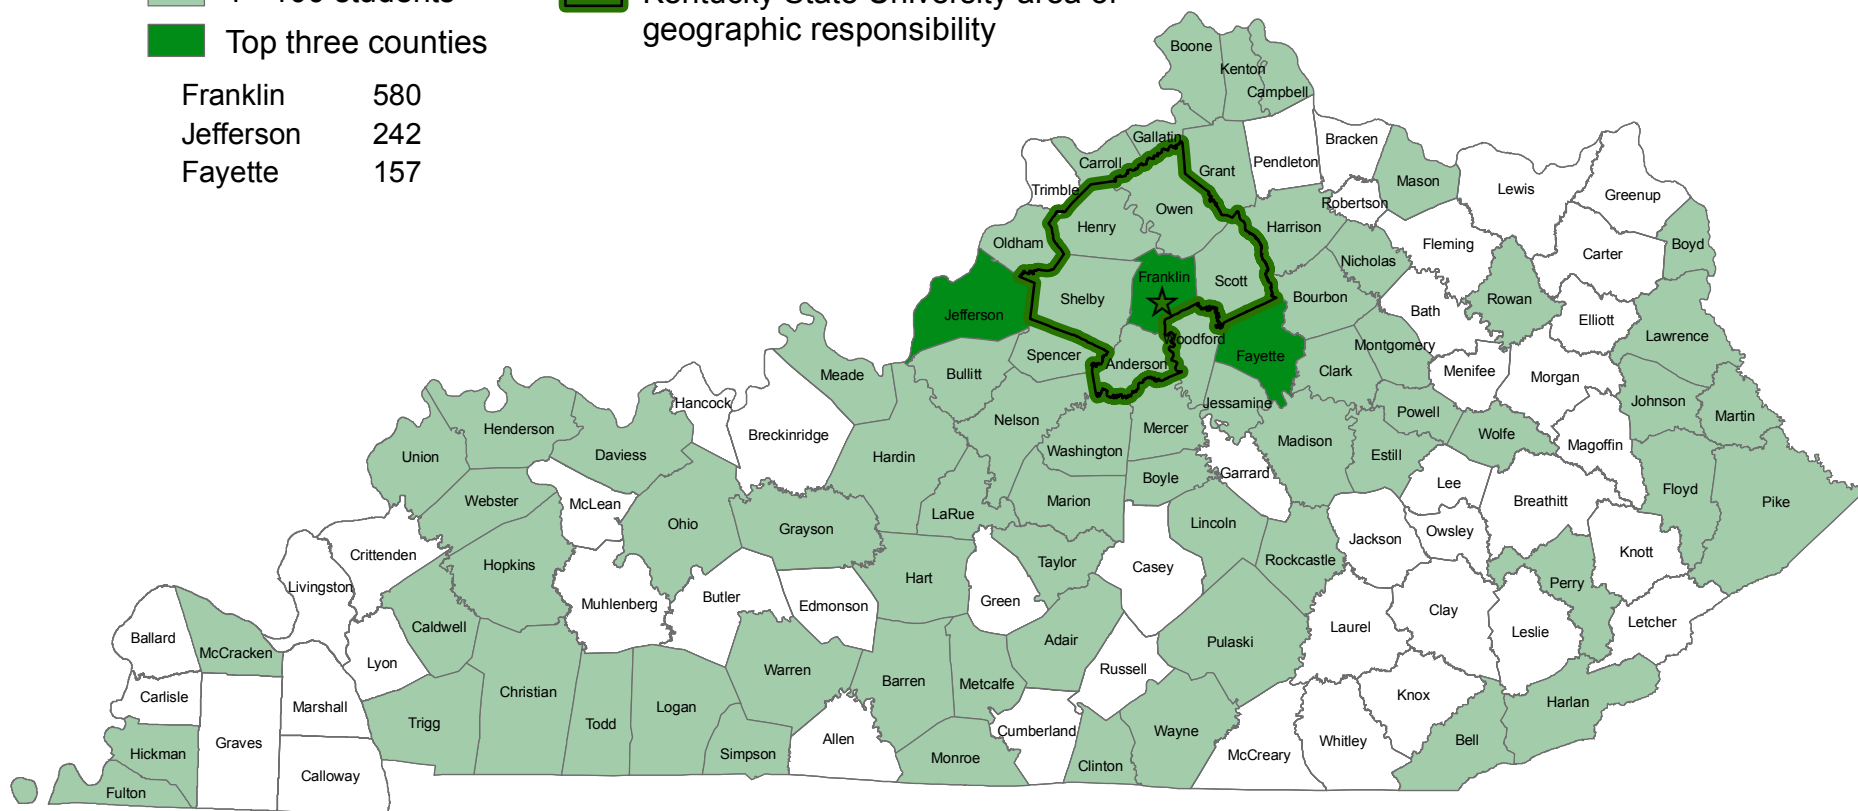 Kentucky State University area of
geographic responsibility
Top three counties
Franklin 580
Jefferson 242
Fayette 157
Boone
Kenton
Campbell
Gallatin
Carroll
Grant
Pendleton
Bracken
Trimble
Mason
Lewis
Greenup
Robertson
Owen
Henry
Harrison
Oldham
Fleming
Carter
Boyd
Nicholas
Franklin
Scott
Shelby
Bourbon
Rowan
Bath
Elliott
Jefferson
Lawrence
Woodford
Montgomery
Spencer
Anderson
Fayette
Clark
Menifee
Morgan
Meade
Bullitt
Hancock
Jessamine
Powell
Johnson
Martin
Nelson
Mercer
Henderson
Breckinridge
Madison
Wolfe
Magoffin
Union
Daviess
Hardin
Washington
Estill
Garrard
Boyle
Lee
Floyd
Pike
Webster
McLean
Marion
Breathitt
LaRue
Ohio
Grayson
Lincoln
Jackson
Owsley
Crittenden
Hopkins
Taylor
Rockcastle
Knott
Livingston
Hart
Casey
Perry
Butler
Muhlenberg
Edmonson
Green
Clay
Ballard
Caldwell
Adair
Pulaski
Laurel
Leslie
Letcher
McCracken
Lyon
Warren
Russell
Carlisle
Christian
Barren
Metcalfe
Knox
Marshall
Trigg
Todd
Logan
Harlan
Graves
Allen
Cumberland
Wayne
Whitley
Bell
Hickman
Simpson
Monroe
McCreary
Clinton
Calloway
Fulton